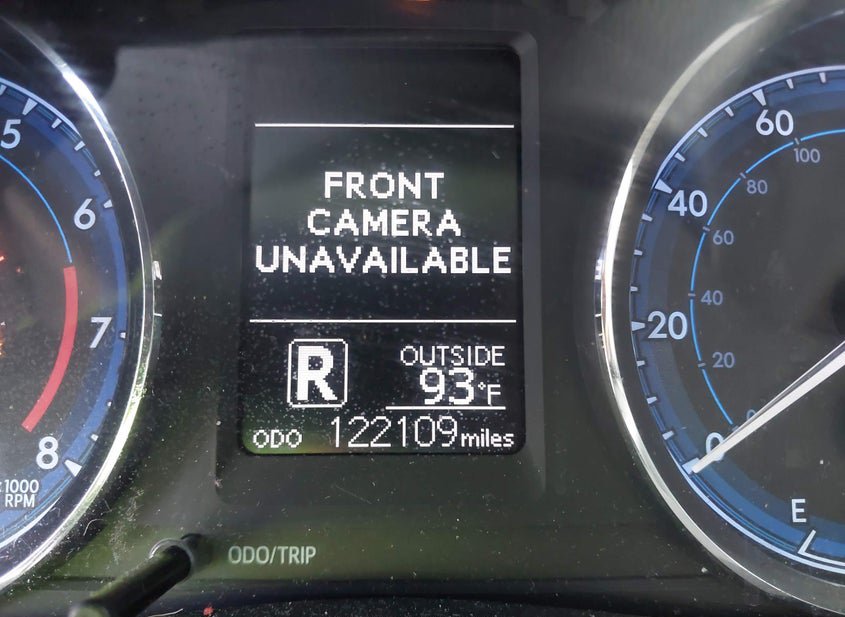 5
6
7
8
x1000
RPM
FRONT
CAMERA
UNAVAILABLE
R
OUTSIDE
93°F
ODO 122109 miles
ODO/TRIP
60
40
20
0
100
80
60
40
20
0
E